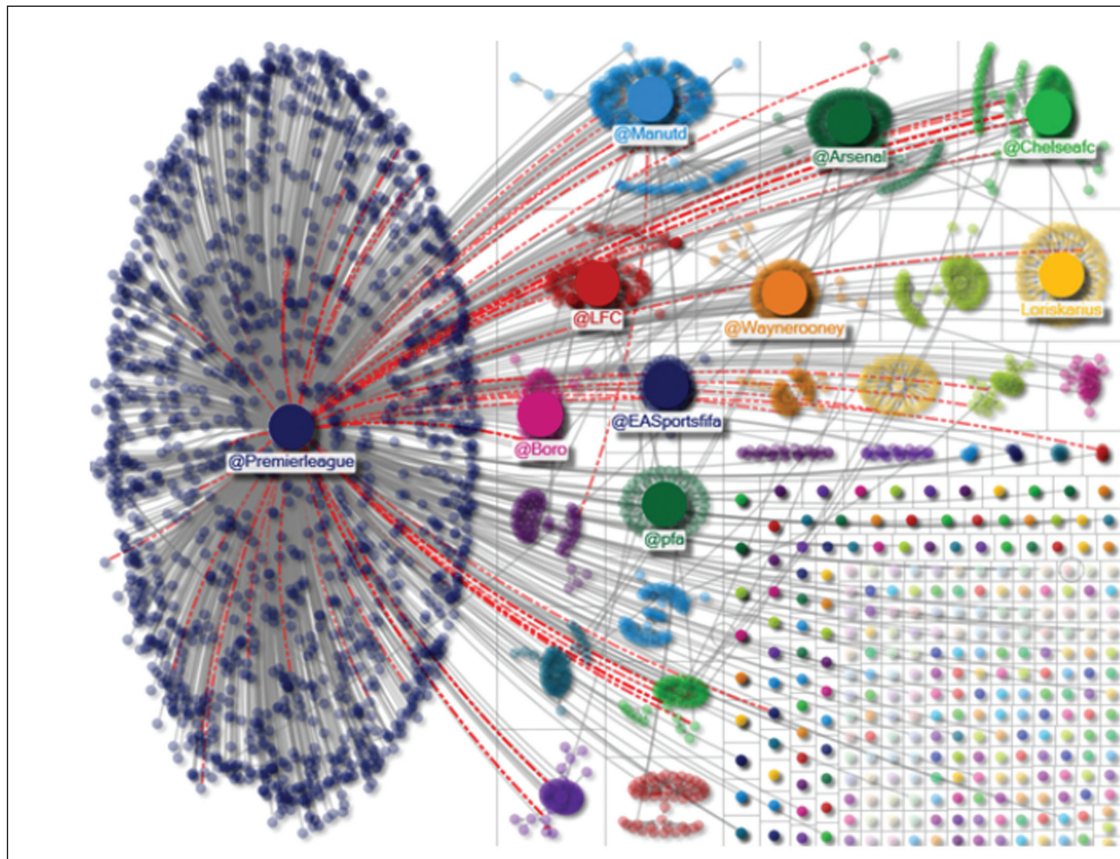 @Manutd
@Arsenal
@Chelseafc
@LFC
@Waynerooney
Loriskarius
@Boro
@EASportsfifa
@Premierleague
@pfa